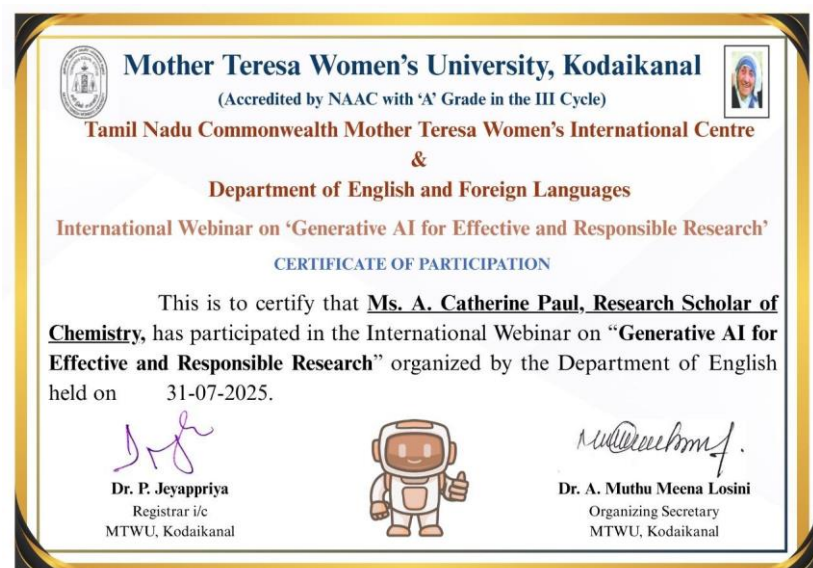 Mother Teresa Women's University, Kodaikanal
(Accredited by NAAC with 'A' Grade in the III Cycle)
Tamil Nadu Commonwealth Mother Teresa Women's International Centre
&
Department of English and Foreign Languages
International Webinar on 'Generative AI for Effective and Responsible Research'
CERTIFICATE OF PARTICIPATION
This is to certify that Ms. A. Catherine Paul, Research Scholar of
Chemistry, has participated in the International Webinar on "Generative AI for
Effective and Responsible Research" organized by the Department of English
held on 31-07-2025.
Dr. P. Jeyappriya
Registrar i/c
MTWU, Kodaikanal
Dr. A. Muthu Meena Losini
Organizing Secretary
MTWU, Kodaikanal